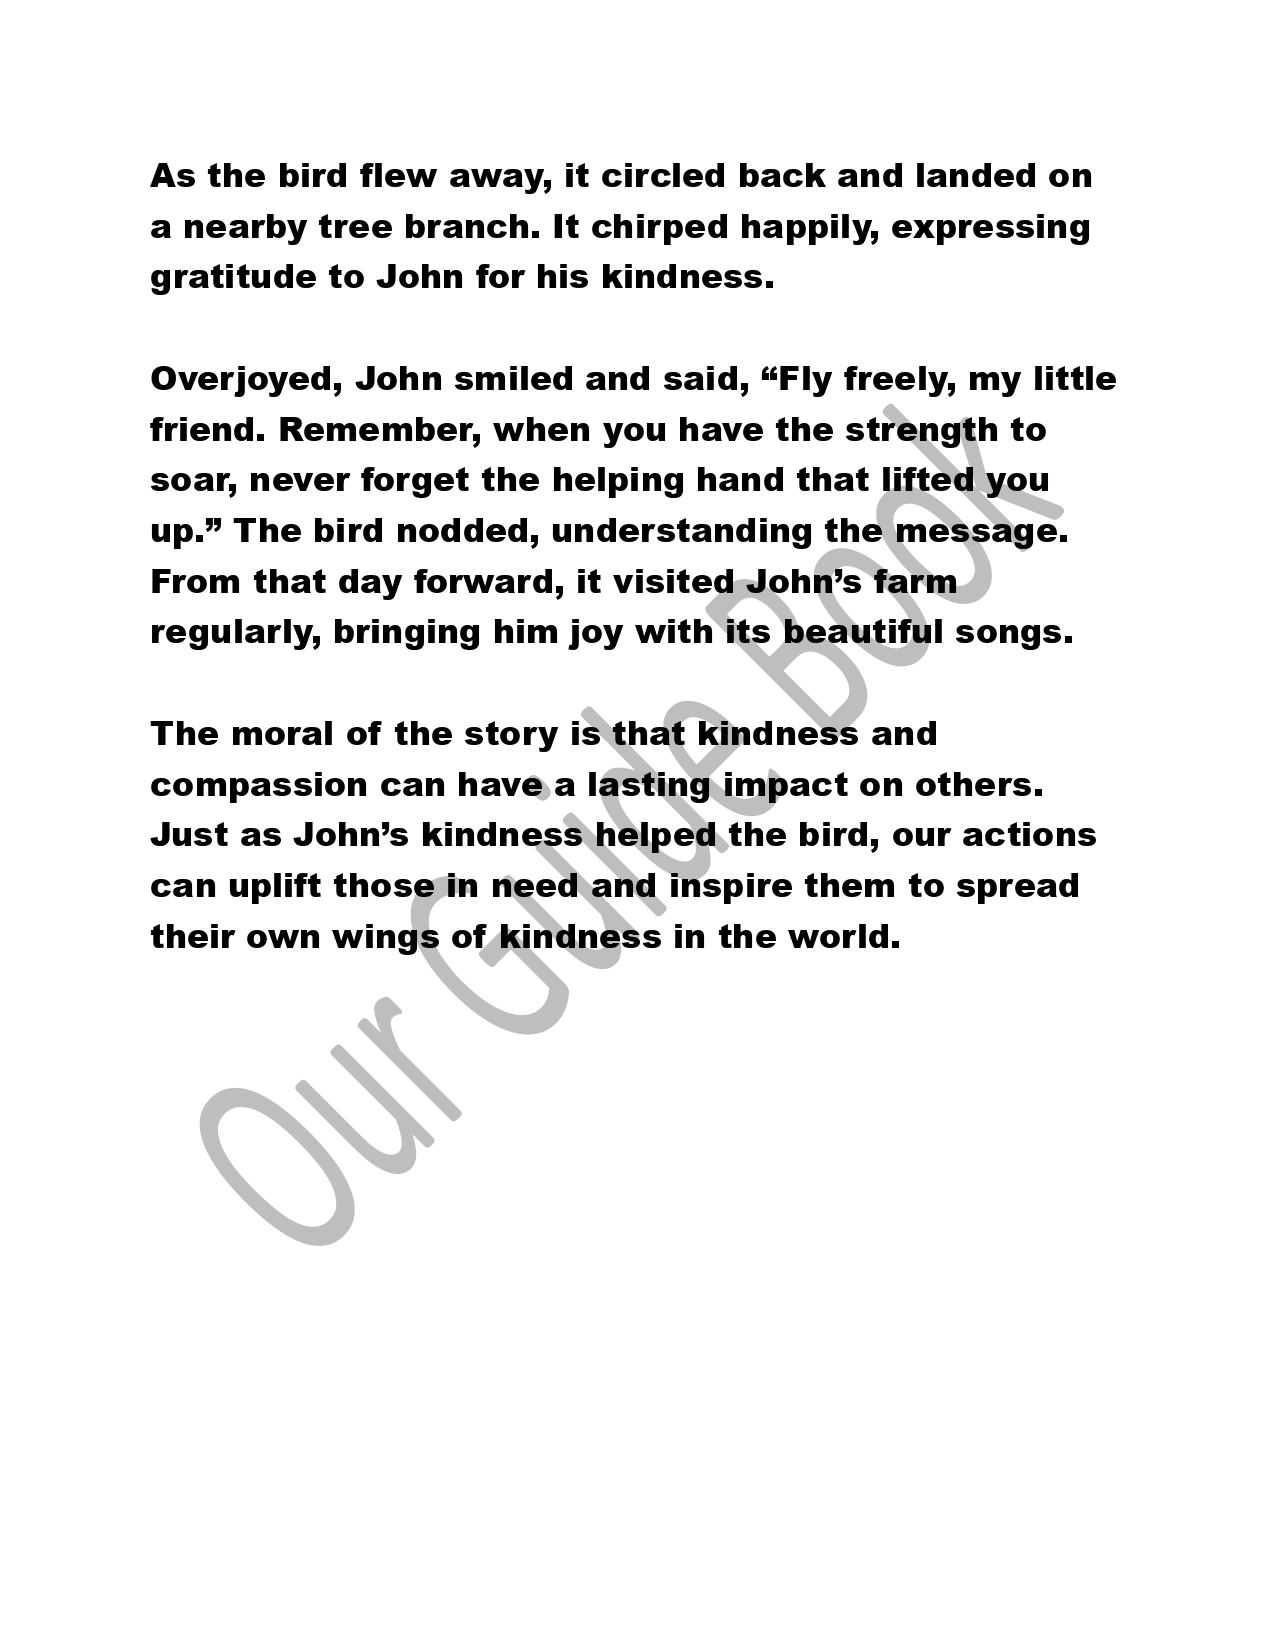 As the bird flew away, it circled back and landed on
a nearby tree branch. It chirped happily, expressing
gratitude to John for his kindness.
Overjoyed, John smiled and said, “Fly freely, my little
friend. Remember, when you have the strength to
soar, never forget the helping hand that lifted you
up.” The bird nodded, understanding the message.
From that day forward, it visited John’s farm
regularly, bringing him joy with its beautiful songs.
The moral of the story is that kindness and
compassion can have a lasting impact on others.
Just as John’s kindness helped the bird, our actions
can uplift those in need and inspire them to spread
their own wings of kindness in the world.
Our Guide Book